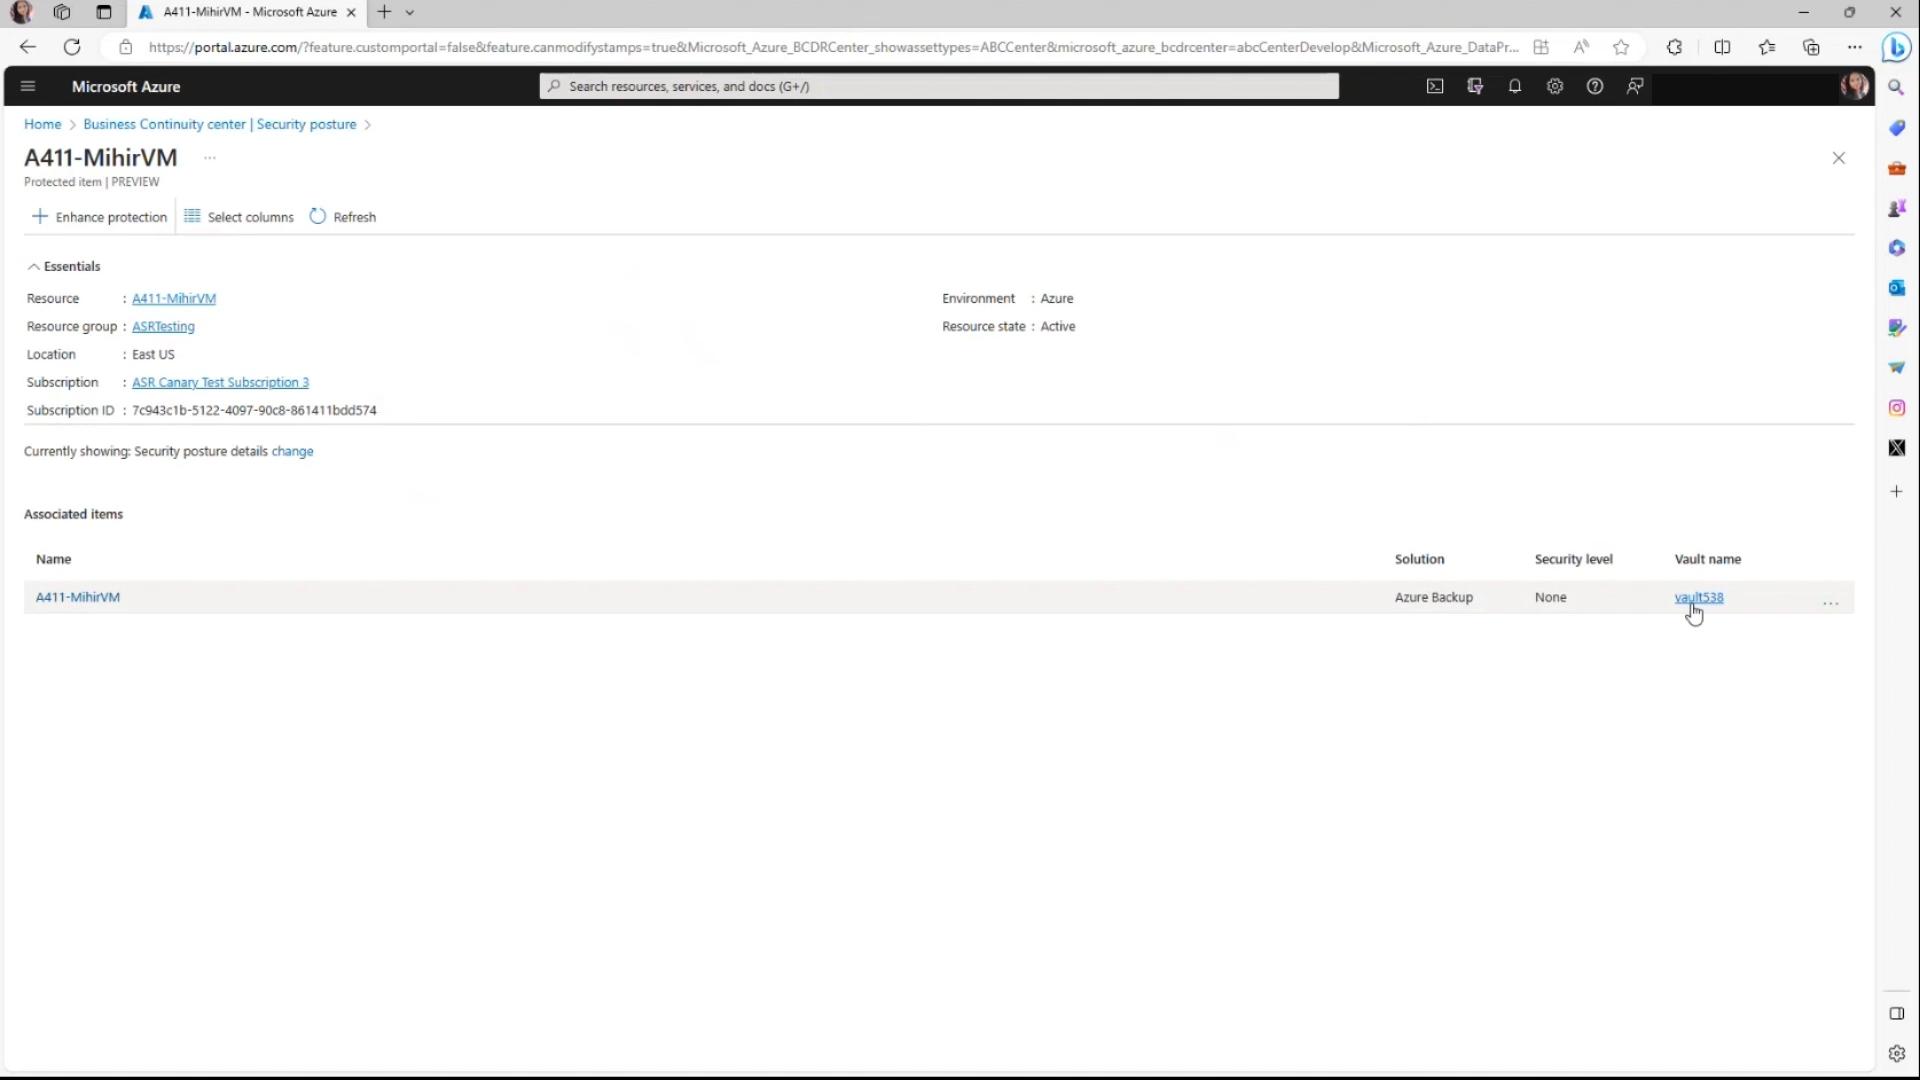 A411-MihirVM - Microsoft Azure
https://portal.azure.com/?feature.customportal=false&feature.canmodifystamps=true&Microsoft_Azure_BCDRCenter_showassettypes=ABCCenter&microsoft_azure_bcdrcenter=abcCenterDevelop&Microsoft_Azure_DataPr...
Microsoft Azure
Search resources, services, and docs (G+/)
Home > Business Continuity center | Security posture >
A411-MihirVM ...
Protected item | PREVIEW
Enhance protection Select columns Refresh
Essentials
Resource : A411-MihirVM Environment : Azure
Resource group : ASRTesting Resource state : Active
Location : East US
Subscription : ASR Canary Test Subscription 3
Subscription ID : 7c943c1b-5122-4097-90c8-861411bdd574
Currently showing: Security posture details change
Associated items
Name Solution Security level Vault name
A411-MihirVM Azure Backup None vault538 ...